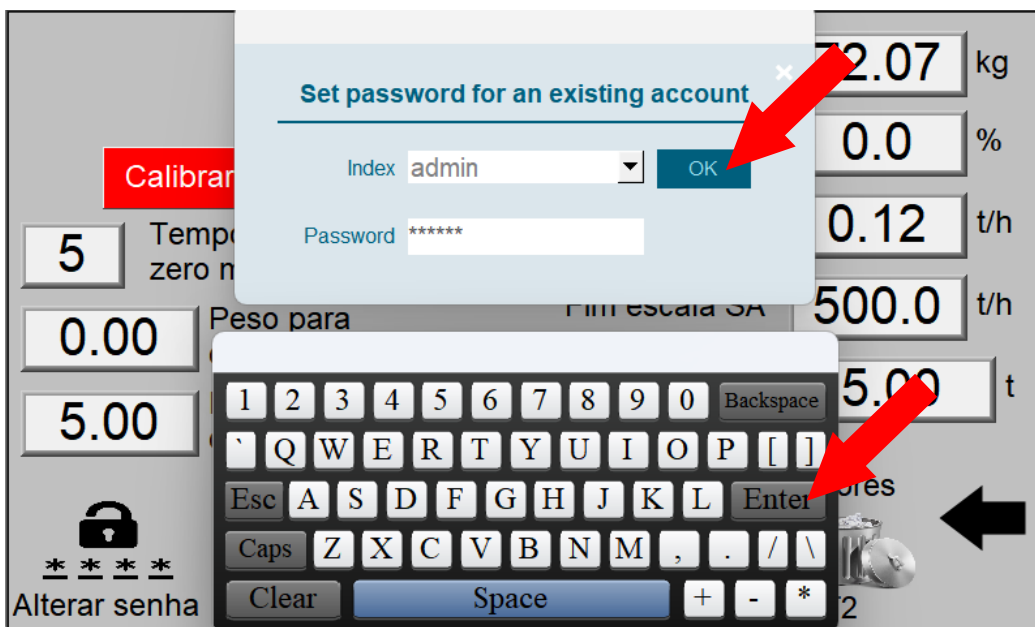 72.07 kg
Set password for an existing account
0.0 %
Index admin OK
Calibrar
Password ******
0.12 t/h
5 Tempo
zero m
Fim escala SA 500.0 t/h
0.00 Peso para
1 2 3 4 5 6 7 8 9 0 Backspace
5.00 t
5.00
` Q W E R T Y U I O P [ ]
Esc A S D F G H J K L Enter
Caps Z X C V B N M , . / \
* * * *
Clear Space + - *
Alterar senha